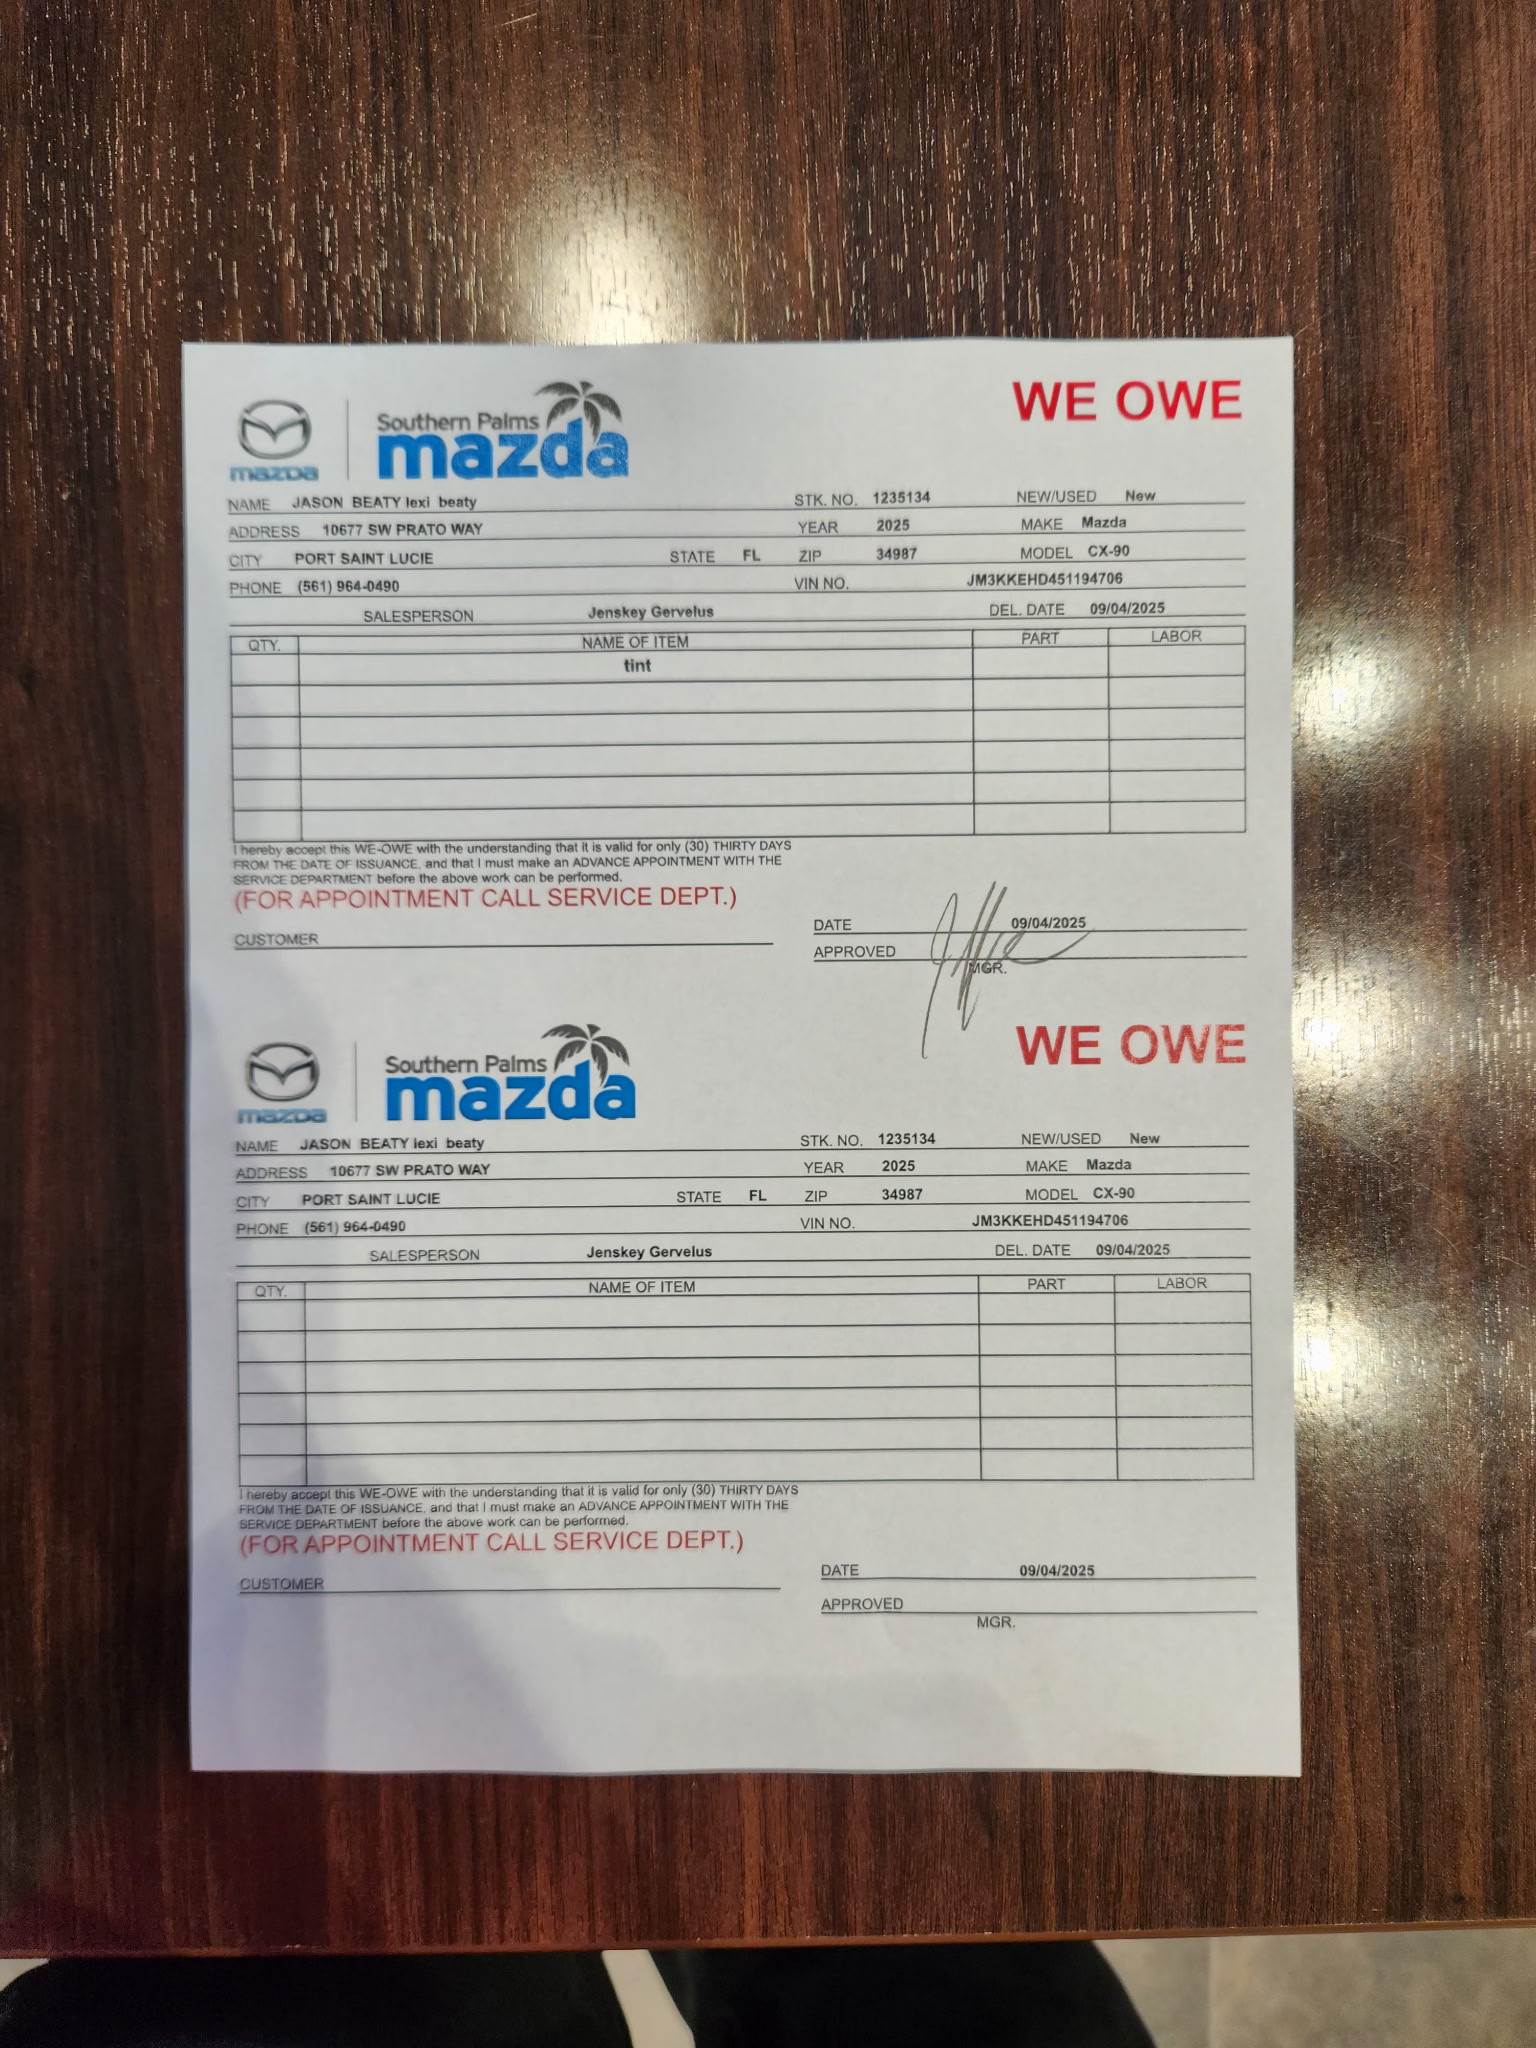 WE OWE
mazda
Southern Palms
mazda
NAME JASON BEATY lexi beaty STK. NO. 1235134 NEW/USED New
ADDRESS 10677 SW PRATO WAY YEAR 2025 MAKE Mazda
CITY PORT SAINT LUCIE STATE FL ZIP 34987 MODEL CX-90
PHONE (561) 964-0490 VIN NO. JM3KKEHD451194706
SALESPERSON Jenskey Gervelus DEL. DATE 09/04/2025
QTY. NAME OF ITEM PART LABOR
tint
I hereby accept this WE-OWE with the understanding that it is valid for only (30) THIRTY DAYS
FROM THE DATE OF ISSUANCE, and that I must make an ADVANCE APPOINTMENT WITH THE
SERVICE DEPARTMENT before the above work can be performed.
(FOR APPOINTMENT CALL SERVICE DEPT.)
DATE 09/04/2025
CUSTOMER
APPROVED
MGR.
WE OWE
mazda
Southern Palms
mazda
NAME JASON BEATY lexi beaty STK. NO. 1235134 NEW/USED New
ADDRESS 10677 SW PRATO WAY YEAR 2025 MAKE Mazda
CITY PORT SAINT LUCIE STATE FL ZIP 34987 MODEL CX-90
PHONE (561) 964-0490 VIN NO. JM3KKEHD451194706
SALESPERSON Jenskey Gervelus DEL. DATE 09/04/2025
QTY. NAME OF ITEM PART LABOR
I hereby accept this WE-OWE with the understanding that it is valid for only (30) THIRTY DAYS
FROM THE DATE OF ISSUANCE, and that I must make an ADVANCE APPOINTMENT WITH THE
SERVICE DEPARTMENT before the above work can be performed.
(FOR APPOINTMENT CALL SERVICE DEPT.)
DATE 09/04/2025
CUSTOMER
APPROVED
MGR.